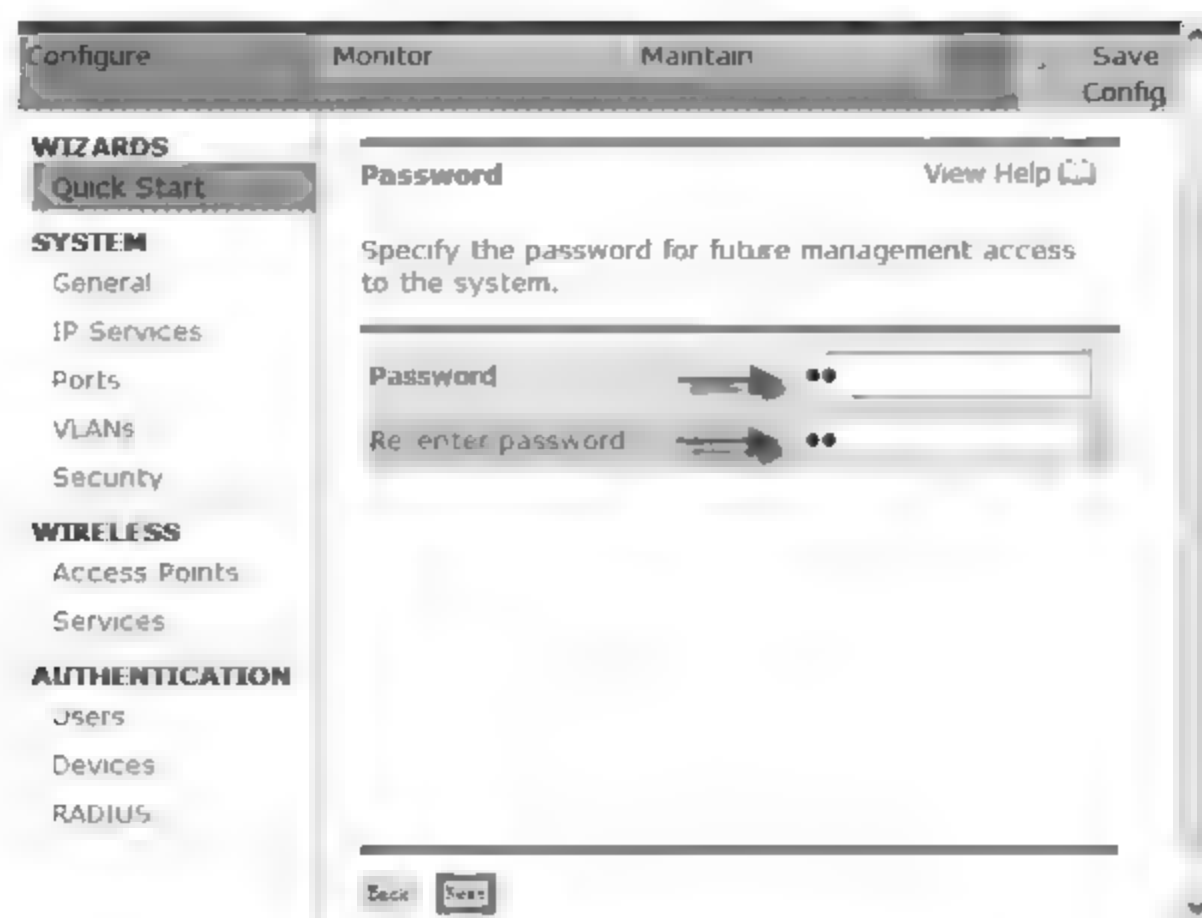 Configure Monitor Maintain Save
Config
WIZARDS
Quick Start
SYSTEM
General
IP Services
Ports
VLANs
Security
WIRELESS
Access Points
Services
AUTHENTICATION
Users
Devices
RADIUS
Password View Help
Specify the password for future management access
to the system.
Password
Re enter password
Back Next